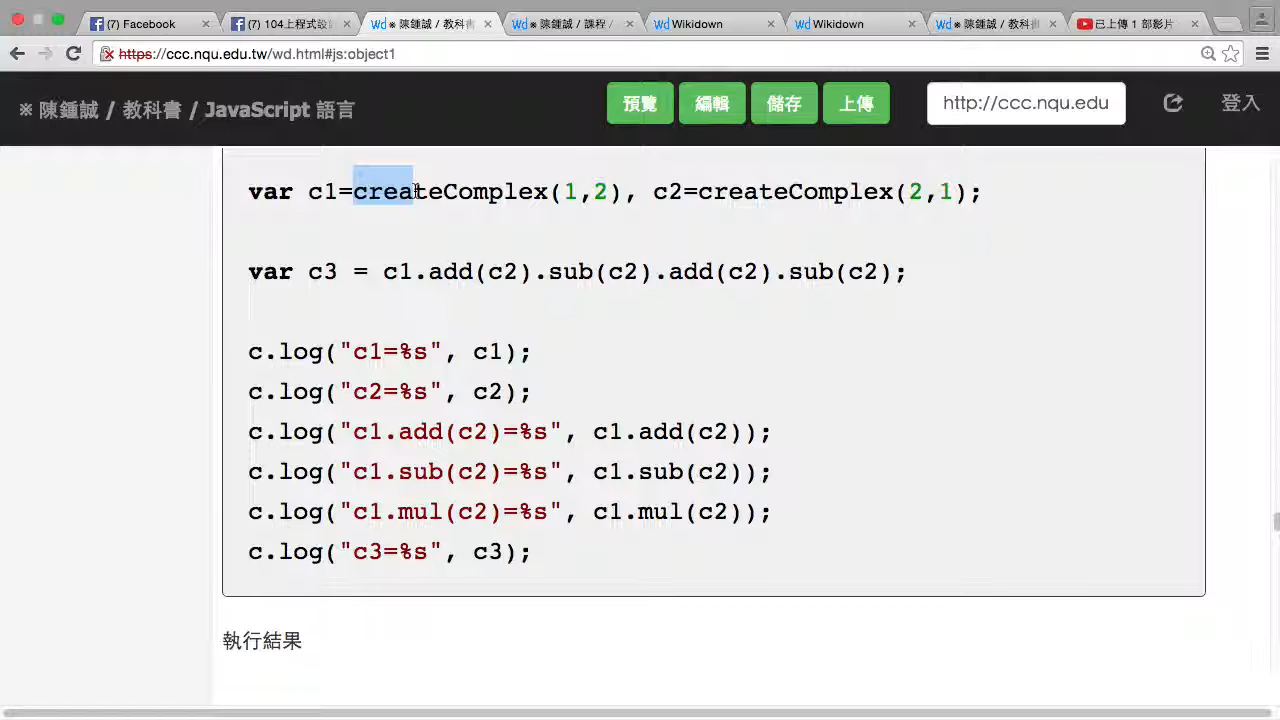 (7) Facebook
(7) 104上程式設
※ 陳鍾誠 / 教科書
※ 陳鍾誠 / 課程 /
Wikidown
Wikidown
※ 陳鍾誠 / 教科
已上傳 1 部影片
https://ccc.nqu.edu.tw/wd.html#js:object1
※ 陳鍾誠 / 教科書 / JavaScript 語言
預覽 編輯 儲存 上傳 http://ccc.nqu.edu 登入
var c1=createComplex(1,2), c2=createComplex(2,1);
var c3 = c1.add(c2).sub(c2).add(c2).sub(c2);
c.log("c1=%s", c1);
c.log("c2=%s", c2);
c.log("c1.add(c2)=%s", c1.add(c2));
c.log("c1.sub(c2)=%s", c1.sub(c2));
c.log("c1.mul(c2)=%s", c1.mul(c2));
c.log("c3=%s", c3);
執行結果